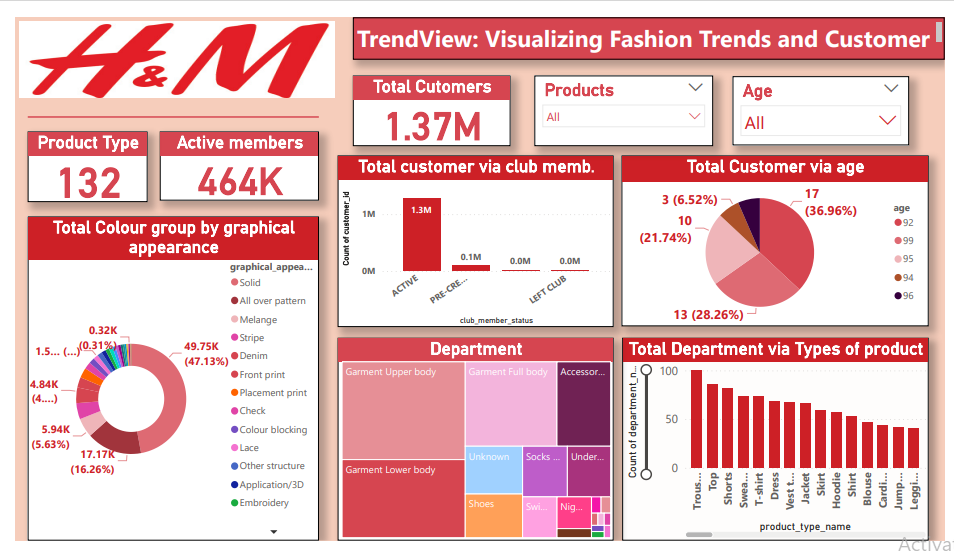 H&M
TrendView: Visualizing Fashion Trends and Customer
Total Cutomers
1.37M
Products
All
Age
All
Product Type
132
Active members
464K
Total Colour group by graphical
appearance
graphical_appea...
Solid
All over pattern
Melange
Stripe
Denim
Front print
Placement print
Check
Colour blocking
Lace
Other structure
Application/3D
Embroidery
0.32K
(0.31%)
1.5... (...)
4.84K
(4....)
5.94K
(5.63%)
17.17K
(16.26%)
49.75K
(47.13%)
Total customer via club memb.
Count of customer_id
1M
0M
1.3M
0.1M
0.0M
0.0M
ACTIVE
PRE-CRE...
LEFT CLUB
club_member_status
Total Customer via age
3 (6.52%)
17
(36.96%)
10
(21.74%)
13 (28.26%)
age
92
99
95
94
96
Department
Garment Upper body
Garment Full body
Accessor...
Garment Lower body
Unknown
Socks ...
Under...
Shoes
Swi...
Nig...
Total Department via Types of product
Count of department_n...
100
50
0
Trous...
Top
Shorts
Swea...
T-shirt
Dress
Vest t...
Jacket
Skirt
Hoodie
Shirt
Blouse
Cardi...
Jump...
Leggi...
product_type_name
Activa